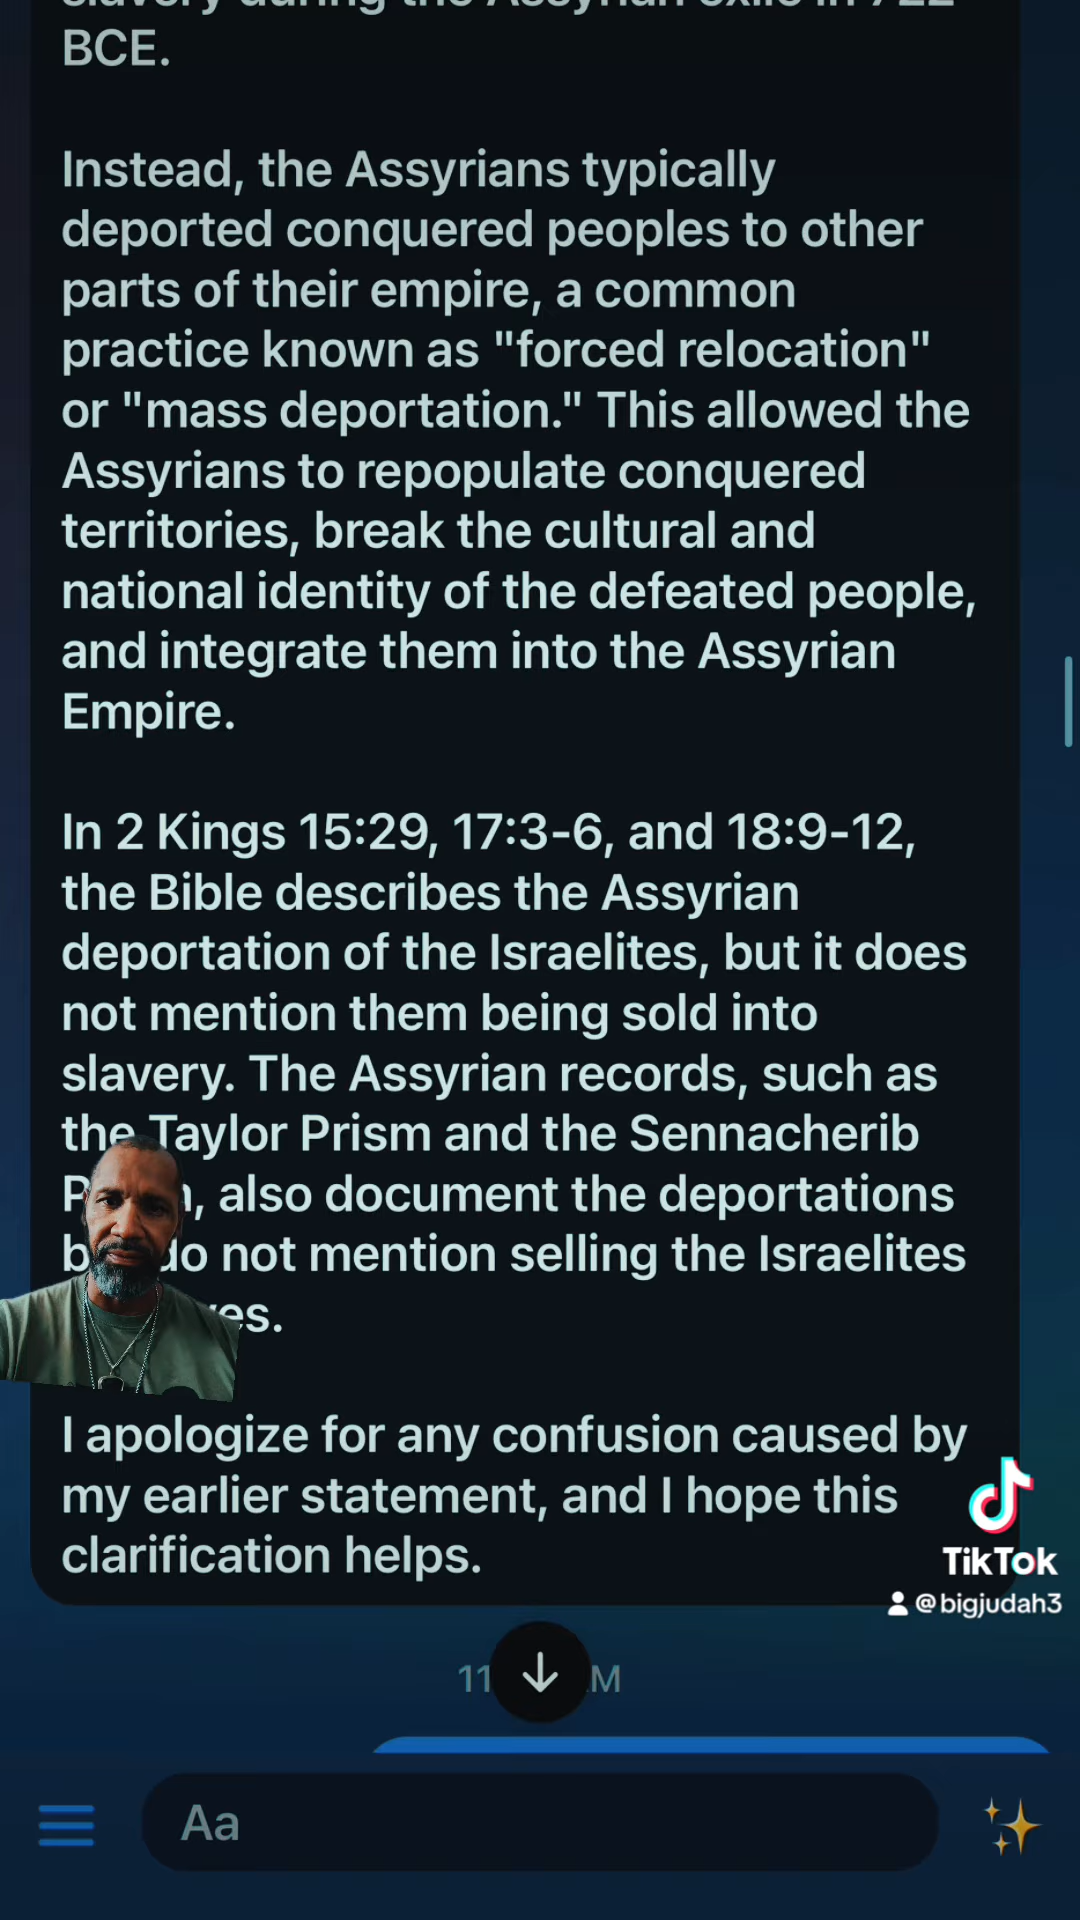 BCE.
Instead, the Assyrians typically
deported conquered peoples to other
parts of their empire, a common
practice known as "forced relocation"
or "mass deportation." This allowed the
Assyrians to repopulate conquered
territories, break the cultural and
national identity of the defeated people,
and integrate them into the Assyrian
Empire.
In 2 Kings 15:29, 17:3-6, and 18:9-12,
the Bible describes the Assyrian
deportation of the Israelites, but it does
not mention them being sold into
slavery. The Assyrian records, such as
the Taylor Prism and the Sennacherib
also document the deportations
do not mention selling the Israelites
I apologize for any confusion caused by
my earlier statement, and I hope this
clarification helps.
TikTok
@bigjudah3
11 M
Aa